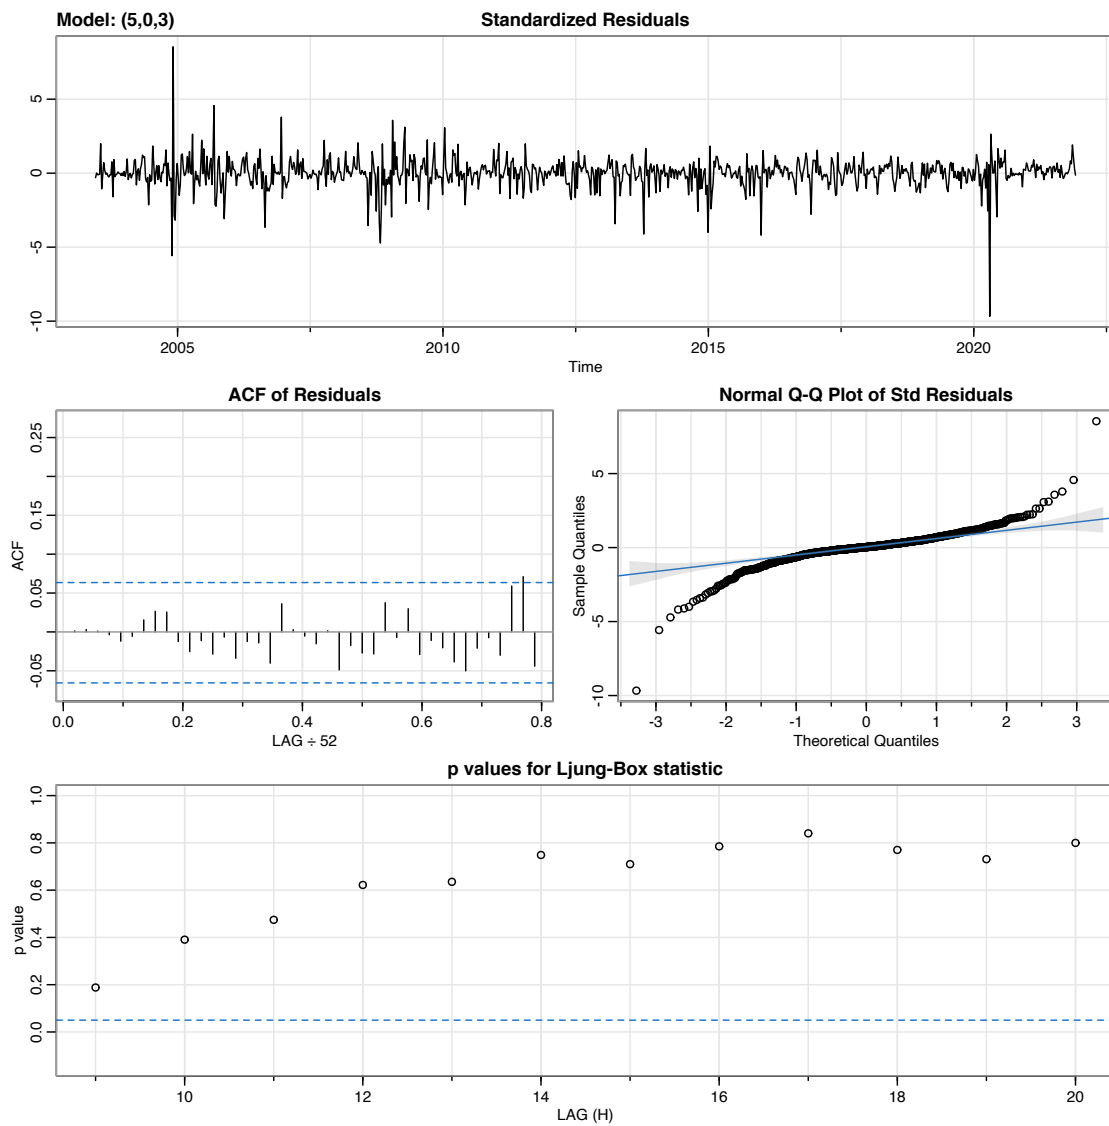 Model: (5,0,3) Standardized Residuals
5
0
-5
-10
2005 2010 2015 2020
Time
ACF of Residuals
ACF
0.25
0.15
0.05
-0.05
0.0 0.2 0.4 0.6 0.8
LAG ÷ 52
Normal Q-Q Plot of Std Residuals
Sample Quantiles
5
0
-5
-10
-3 -2 -1 0 1 2 3
Theoretical Quantiles
p values for Ljung-Box statistic
p value
1.0
0.8
0.6
0.4
0.2
0.0
10 12 14 16 18 20
LAG (H)